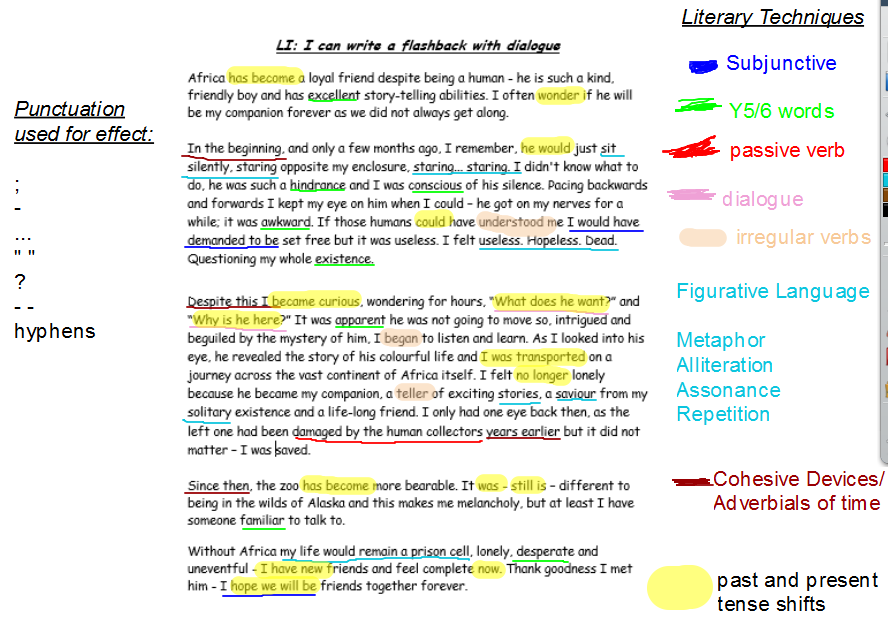 LI: I can write a flashback with dialogue
Africa has become a loyal friend despite being a human - he is such a kind,
friendly boy and has excellent story-telling abilities. I often wonder if he will
be my companion forever as we did not always get along.
In the beginning, and only a few months ago, I remember, he would just sit
silently, staring opposite my enclosure, staring... staring. I didn't know what to
do, he was such a hindrance and I was conscious of his silence. Pacing backwards
and forwards I kept my eye on him when I could – he got on my nerves for a
while; it was awkward. If those humans could have understood me I would have
demanded to be set free but it was useless. I felt useless. Hopeless. Dead.
Questioning my whole existence.
Despite this I became curious, wondering for hours, "What does he want?" and
"Why is he here?" It was apparent he was not going to move so, intrigued and
beguiled by the mystery of him, I began to listen and learn. As I looked into his
eye, he revealed the story of his colourful life and I was transported on a
journey across the vast continent of Africa itself. I felt no longer lonely
because he became my companion, a teller of exciting stories, a saviour from my
solitary existence and a life-long friend. I only had one eye back then, as the
left one had been damaged by the human collectors years earlier but it did not
matter – I was saved.
Since then, the zoo has become more bearable. It was - still is – different to
being in the wilds of Alaska and this makes me melancholy, but at least I have
someone familiar to talk to.
Without Africa my life would remain a prison cell, lonely, desperate and
uneventful - I have new friends and feel complete now. Thank goodness I met
him – I hope we will be friends together forever.
Punctuation
used for effect:
;
-
...
" "
?
- -
hyphens
Literary Techniques
Subjunctive
Y5/6 words
passive verb
dialogue
irregular verbs
Figurative Language
Metaphor
Alliteration
Assonance
Repetition
Cohesive Devices/
Adverbials of time
past and present
tense shifts